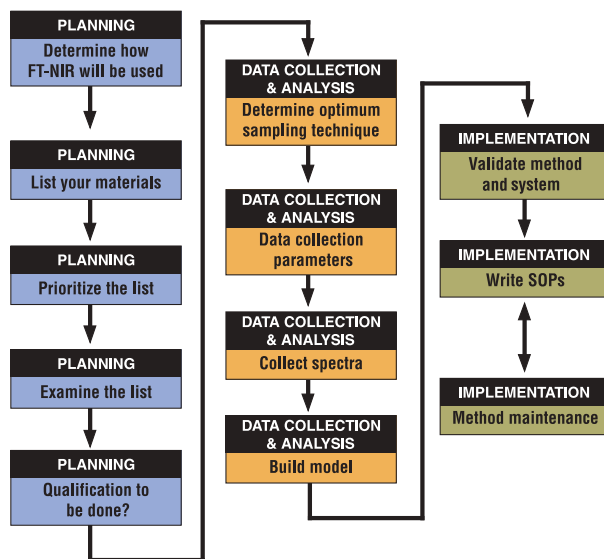 PLANNING
Determine how
FT-NIR will be used
PLANNING
List your materials
PLANNING
Prioritize the list
PLANNING
Examine the list
PLANNING
Qualification to
be done?
DATA COLLECTION
& ANALYSIS
Determine optimum
sampling technique
DATA COLLECTION
& ANALYSIS
Data collection
parameters
DATA COLLECTION
& ANALYSIS
Collect spectra
DATA COLLECTION
& ANALYSIS
Build model
IMPLEMENTATION
Validate method
and system
IMPLEMENTATION
Write SOPs
IMPLEMENTATION
Method maintenance